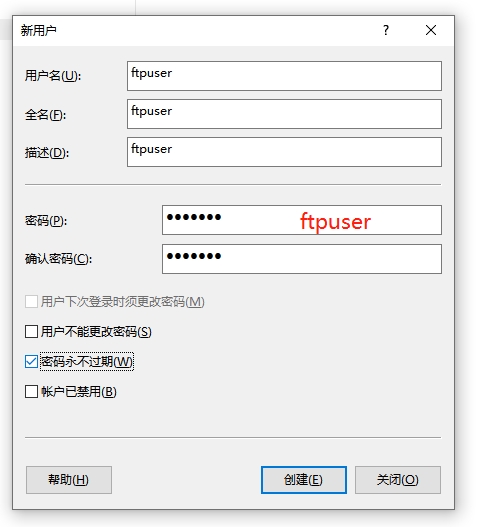 新用户
用户名(U): ftpuser
全名(F): ftpuser
描述(D): ftpuser
密码(P): ●●●●●●● ftpuser
确认密码(C): ●●●●●●●
用户下次登录时须更改密码(M)
用户不能更改密码(S)
密码永不过期(W)
帐户已禁用(B)
帮助(H) 创建(E) 关闭(O)